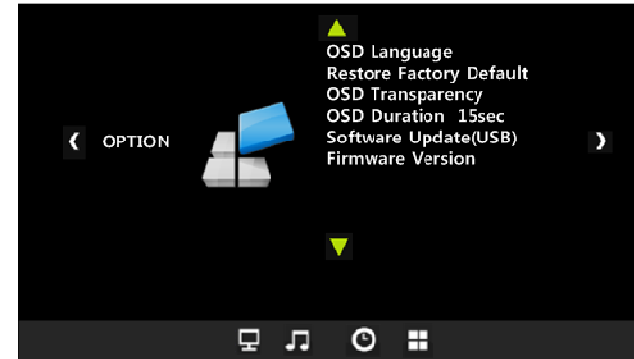 OSD Language
Restore Factory Default
OSD Transparency
OSD Duration 15sec
OPTION
Software Update(USB)
Firmware Version